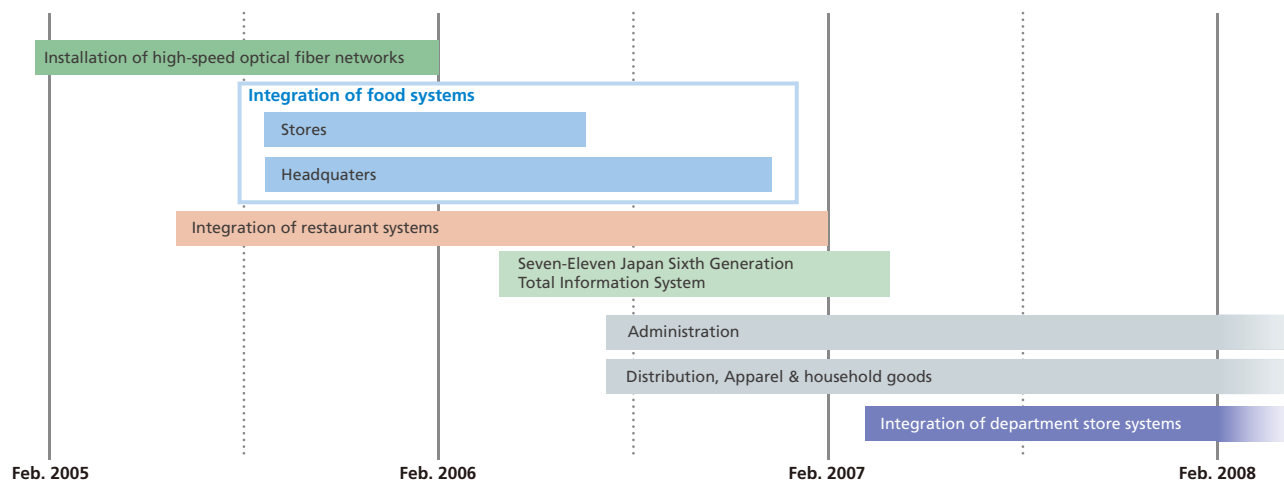 Installation of high-speed optical fiber networks
Integration of food systems
Stores
Headquaters
Integration of restaurant systems
Seven-Eleven Japan Sixth Generation
Total Information System
Administration
Distribution, Apparel & household goods
Integration of department store systems
Feb. 2005
Feb. 2006
Feb. 2007
Feb. 2008